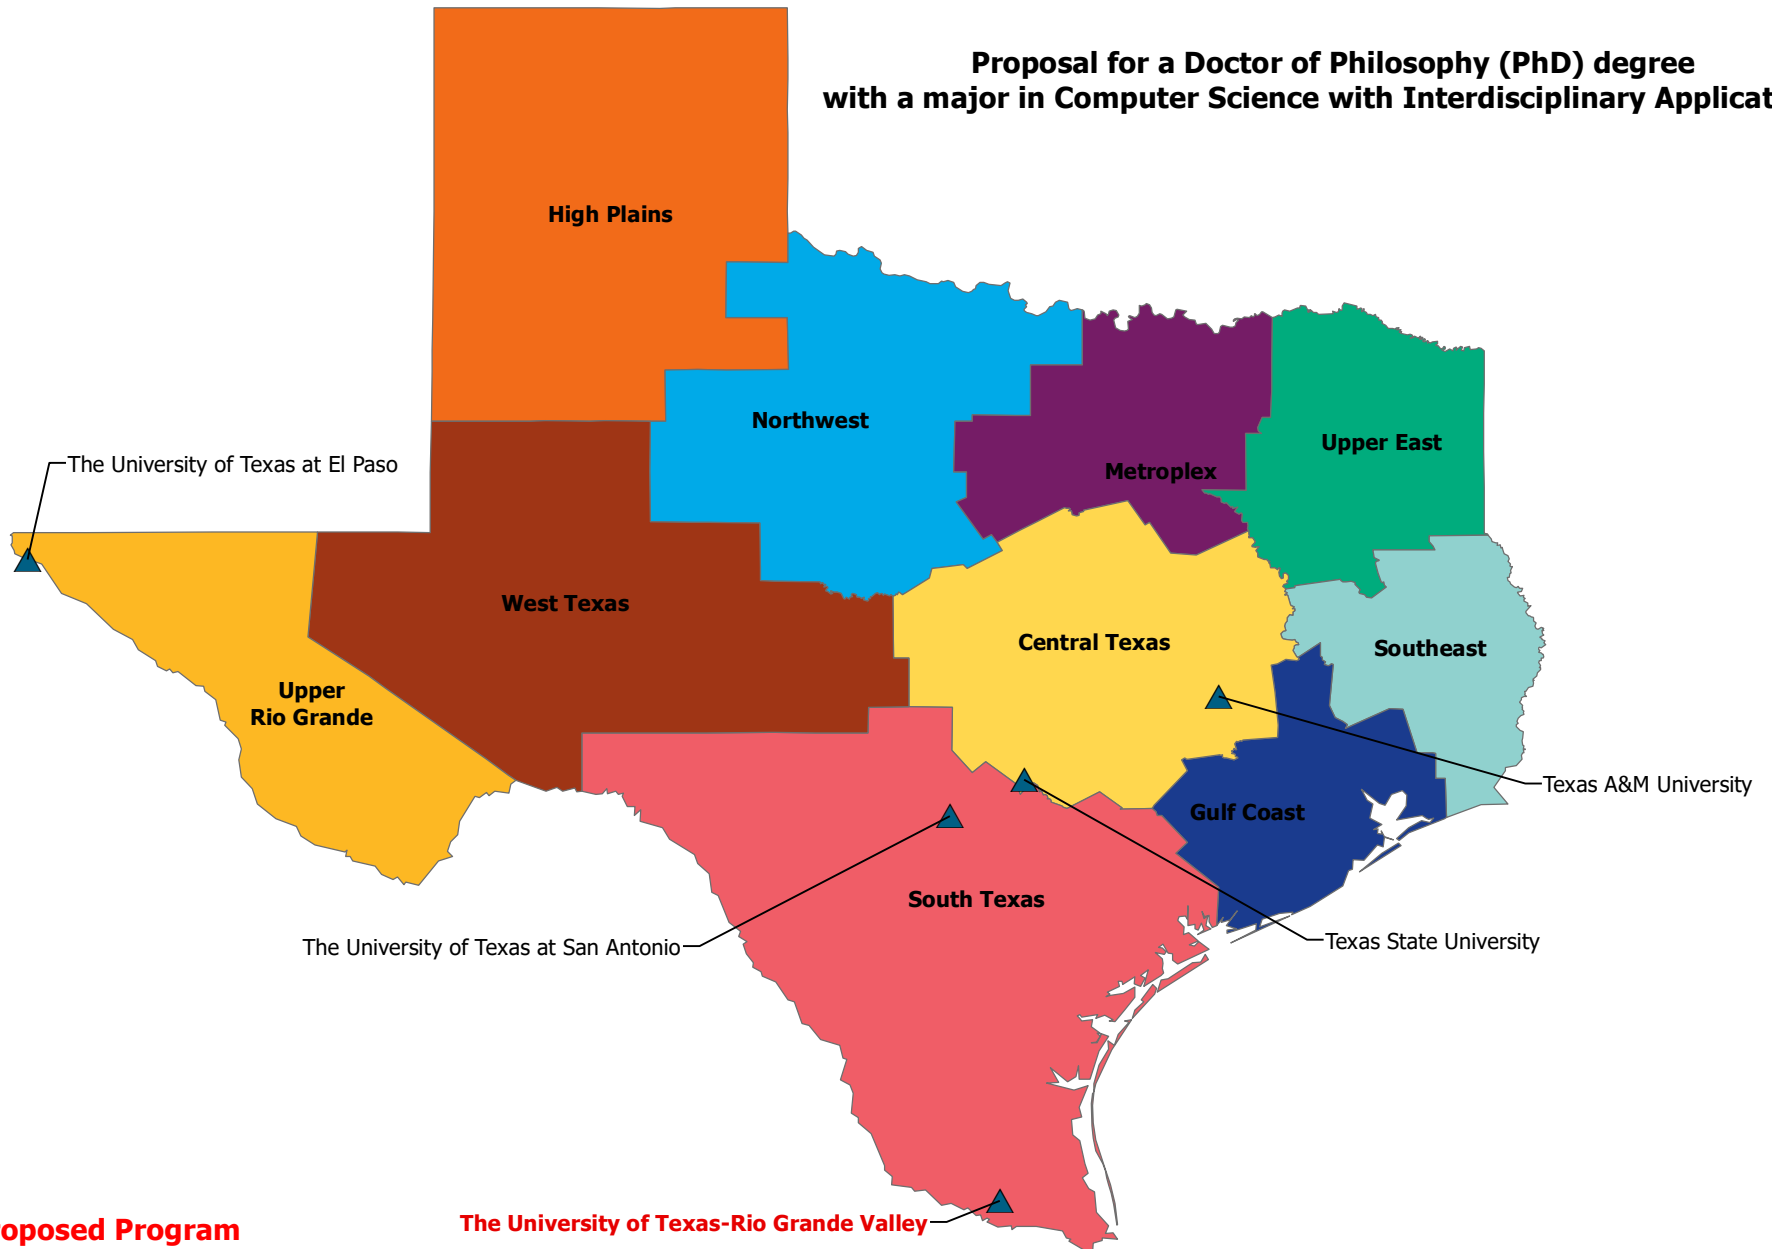 Proposal for a Doctor of Philosophy (PhD) degree
with a major in Computer Science with Interdisciplinary Applicat
High Plains
Northwest
Upper East
Metroplex
The University of Texas at El Paso
West Texas
Central Texas
Southeast
Upper
Rio Grande
Texas A&M University
Gulf Coast
South Texas
The University of Texas at San Antonio
Texas State University
The University of Texas-Rio Grande Valley
oposed Program